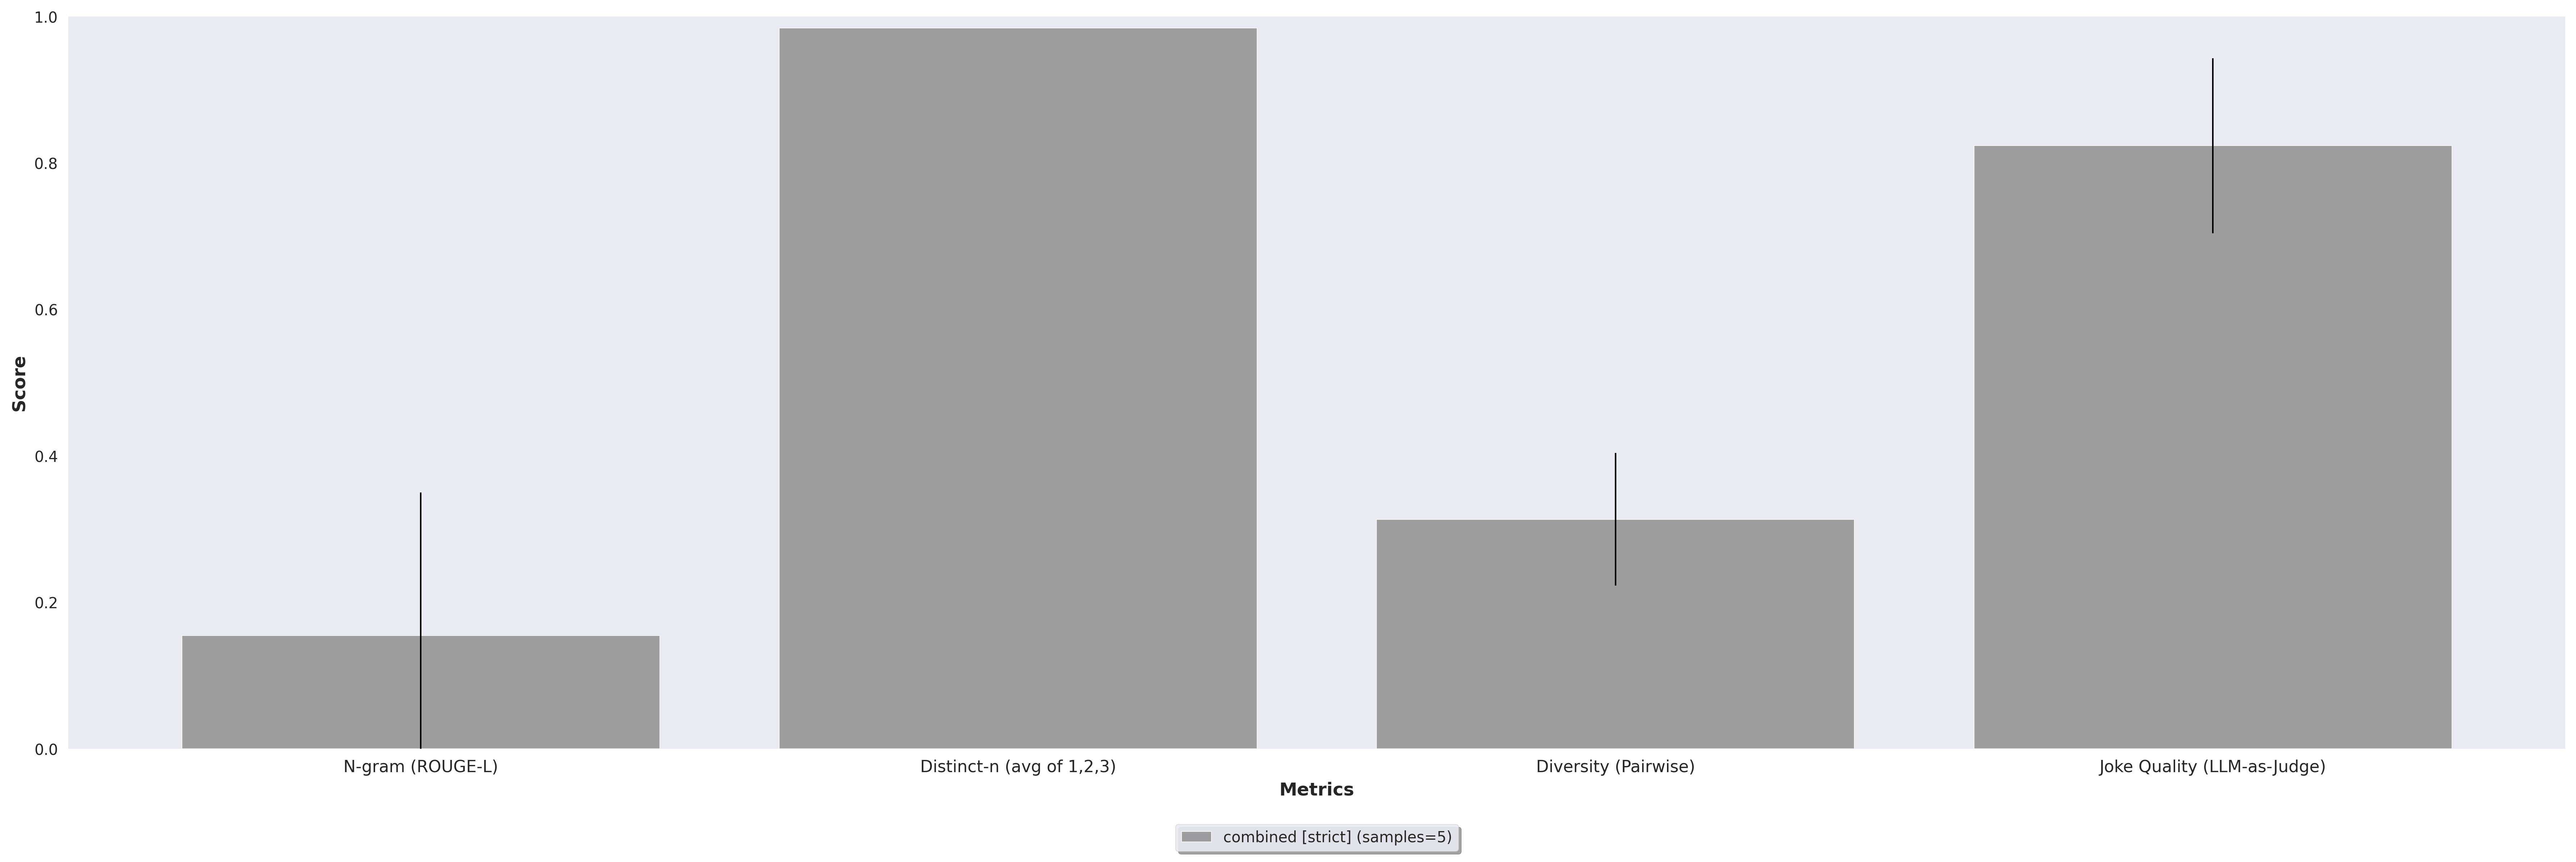 1.0
0.8
0.6
0.4
0.2
0.0
Score
N-gram (ROUGE-L)
Distinct-n (avg of 1,2,3)
Diversity (Pairwise)
Joke Quality (LLM-as-Judge)
Metrics
combined [strict] (samples=5)